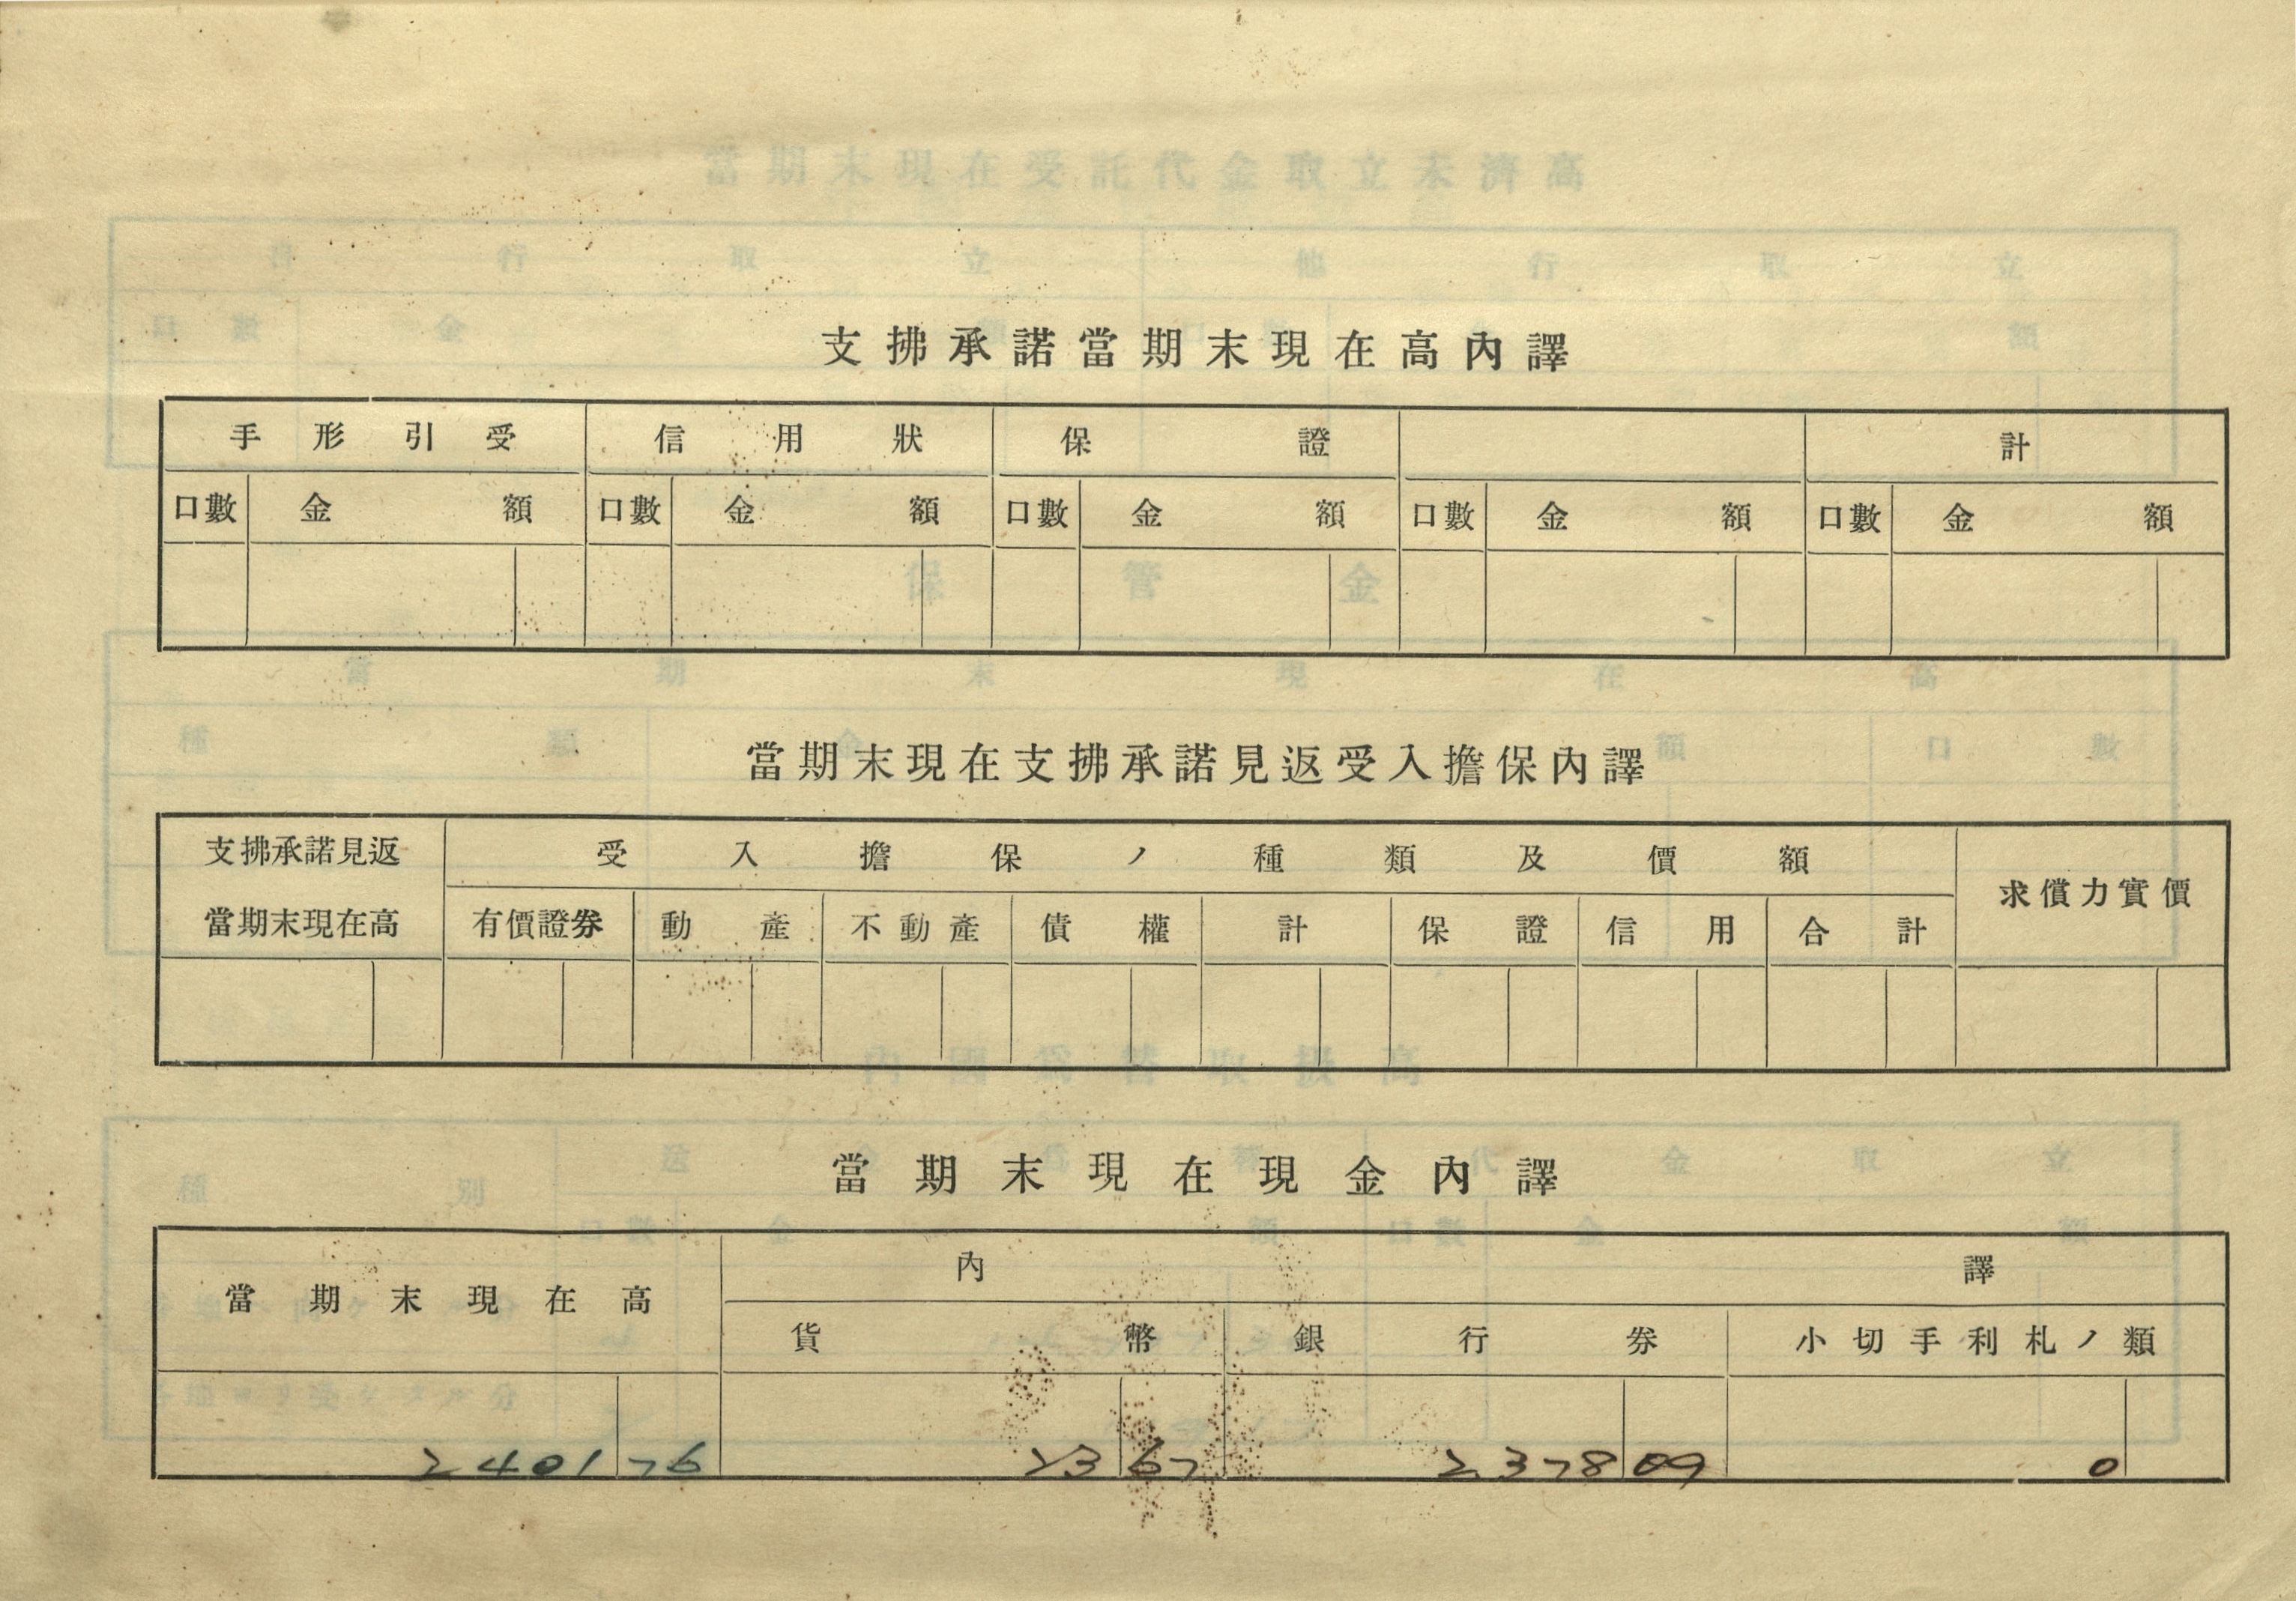 支拂承諾當期末現在高內譯
手形引受 信用狀 保證 計
口數 金額 口數 金額 口數 金額 口數 金額 口數 金額
當期末現在支拂承諾見返受入擔保內譯
支拂承諾見返 受入擔保ノ種類及價額 求償力實價
當期末現在高 有價證券 動產 不動產 債權 計 保證 信用 合計
當期末現在現金內譯
當期末現在高 內譯
貨幣 銀行券 小切手利札ノ類
2401 76 23 67 2378 09 0